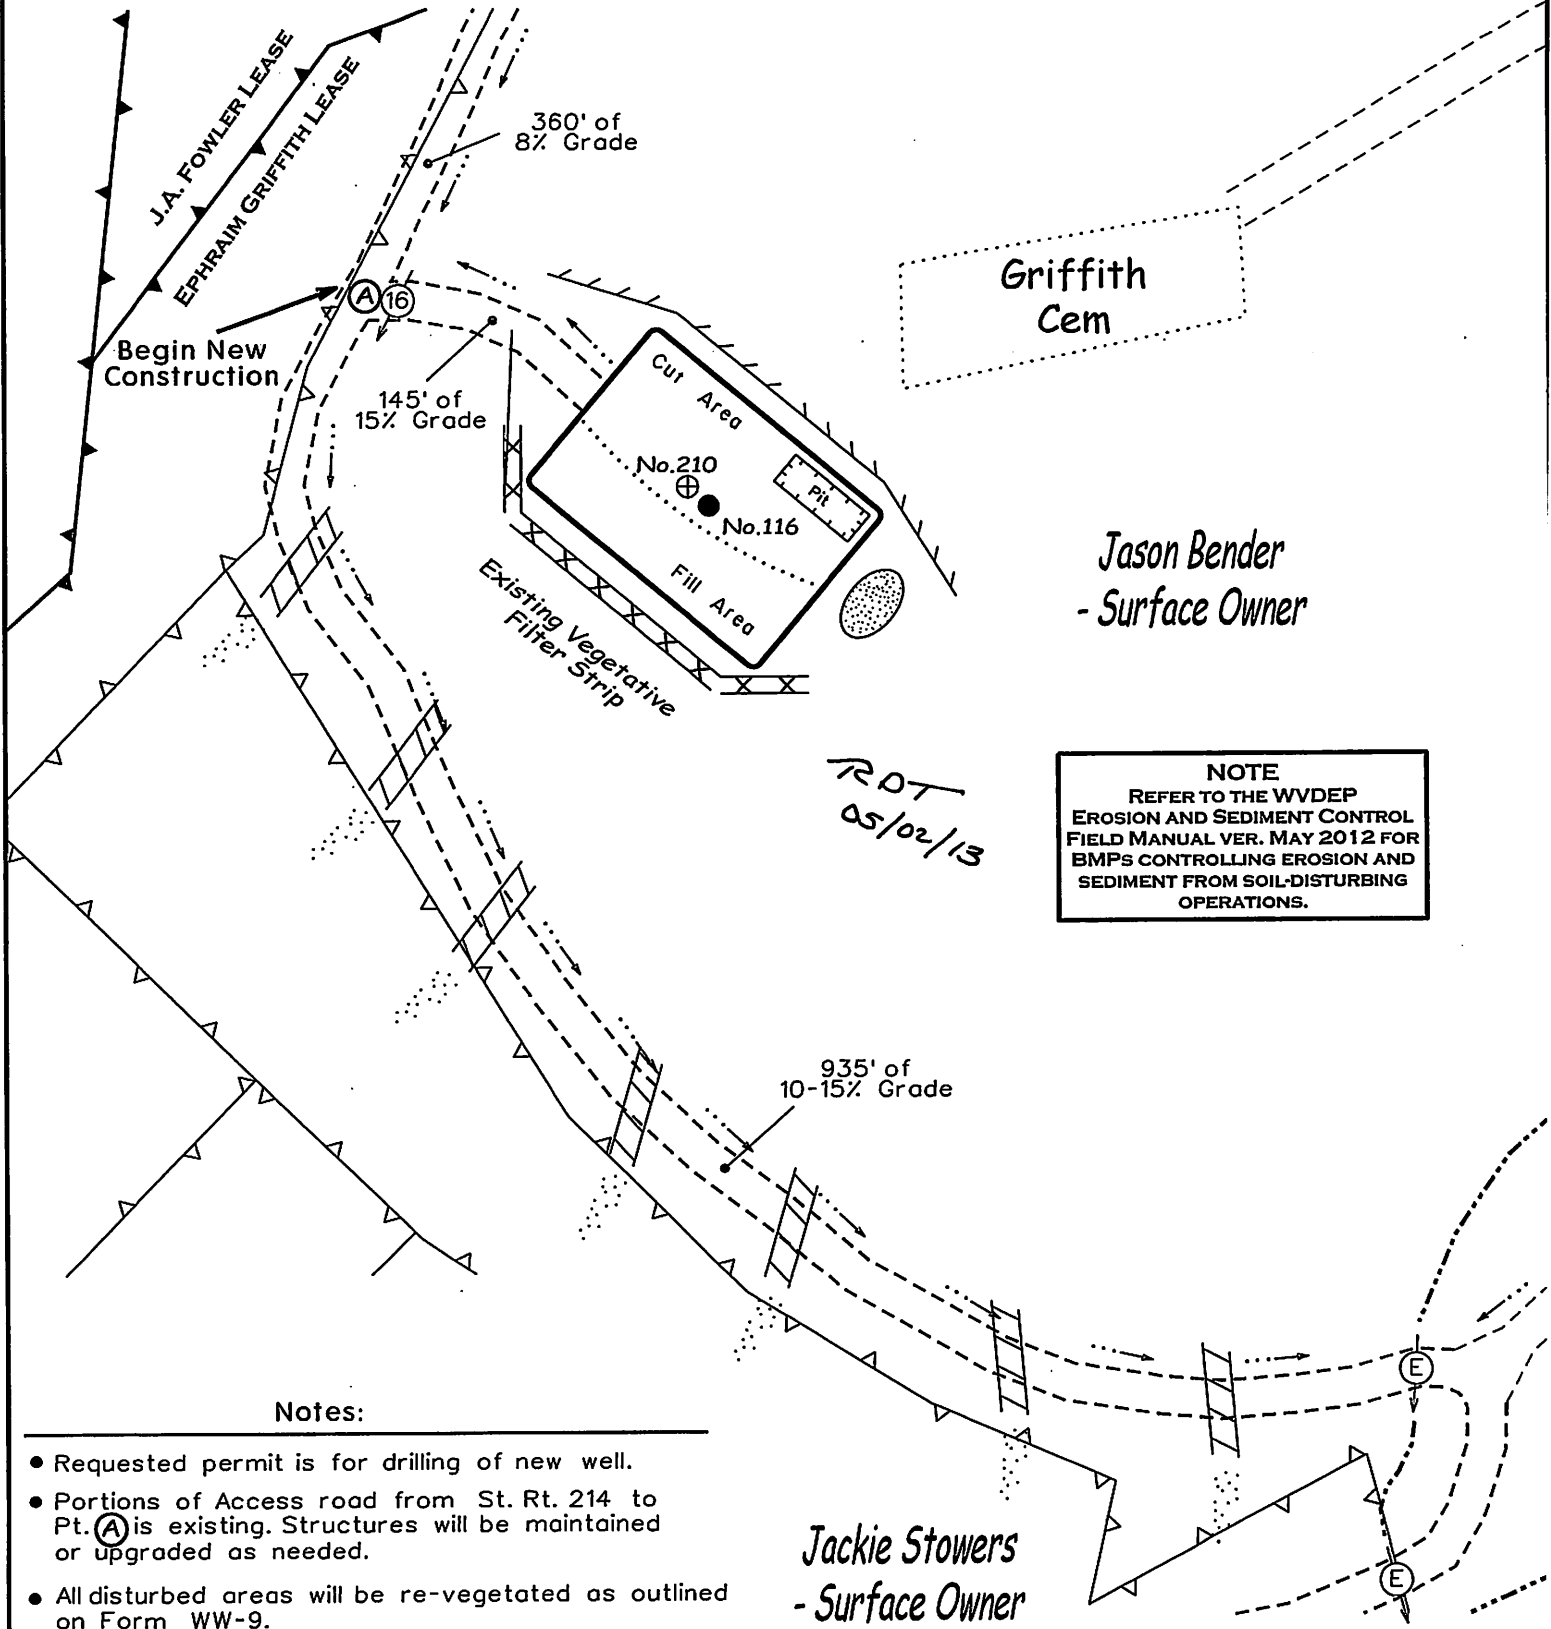 J.A. FOWLER LEASE
EPHRAIM GRIFFITH LEASE
360' of
8% Grade
Griffith
Cem
A
16
Begin New
Construction
145' of
15% Grade
Cut Area
No.210
Pit
No.116
Fill Area
Existing Vegetative
Filter Strip
Jason Bender
- Surface Owner
RDT
05/02/13
NOTE
REFER TO THE WVDEP
EROSION AND SEDIMENT CONTROL
FIELD MANUAL VER. MAY 2012 FOR
BMPS CONTROLLING EROSION AND
SEDIMENT FROM SOIL-DISTURBING
OPERATIONS.
935' of
10-15% Grade
E
E
Notes:
• Requested permit is for drilling of new well.
• Portions of Access road from St. Rt. 214 to
Pt. A is existing. Structures will be maintained
or upgraded as needed.
• All disturbed areas will be re-vegetated as outlined
on Form WW-9.
Jackie Stowers
- Surface Owner